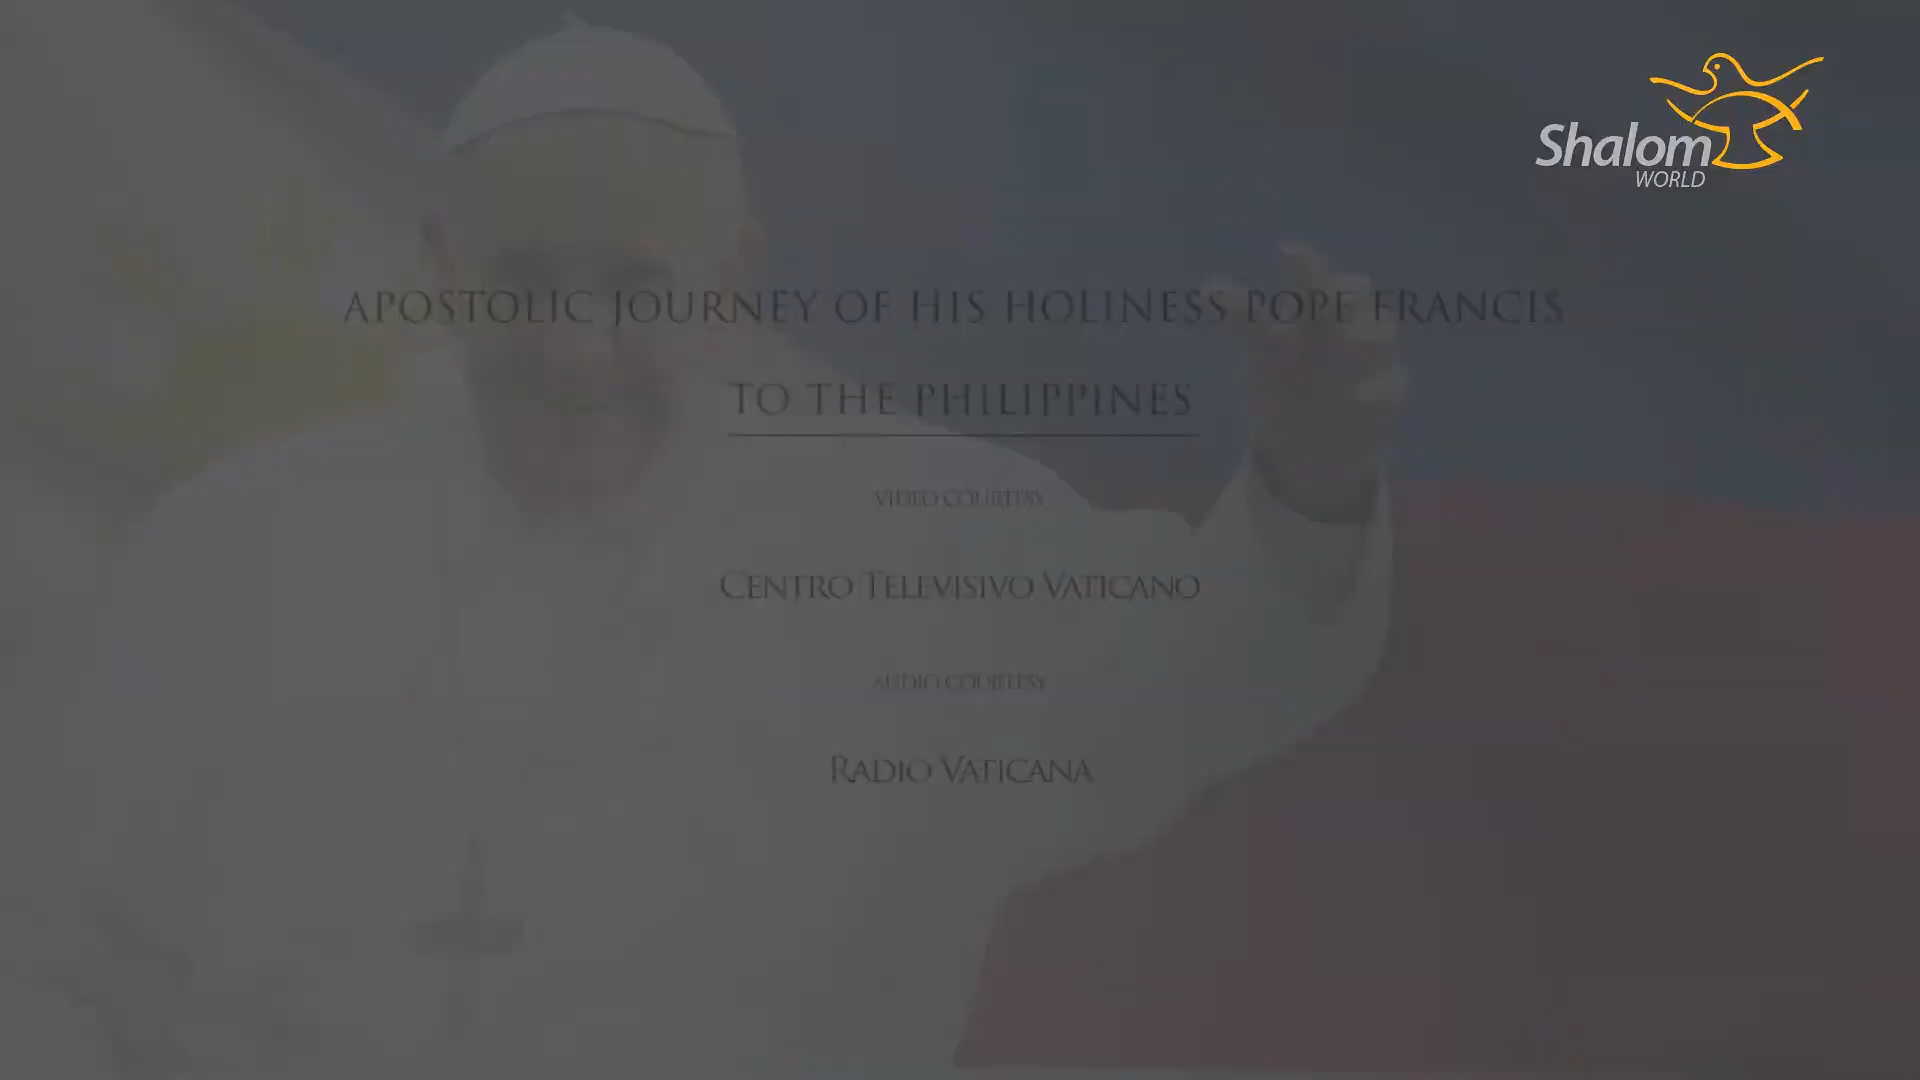 Shalom
WORLD
APOSTOLIC JOURNEY OF HIS HOLINESS POPE FRANCIS
TO THE PHILIPPINES
VIDEO COURTESY
CENTRO TELEVISIVO VATICANO
AUDIO COURTESY
RADIO VATICANA